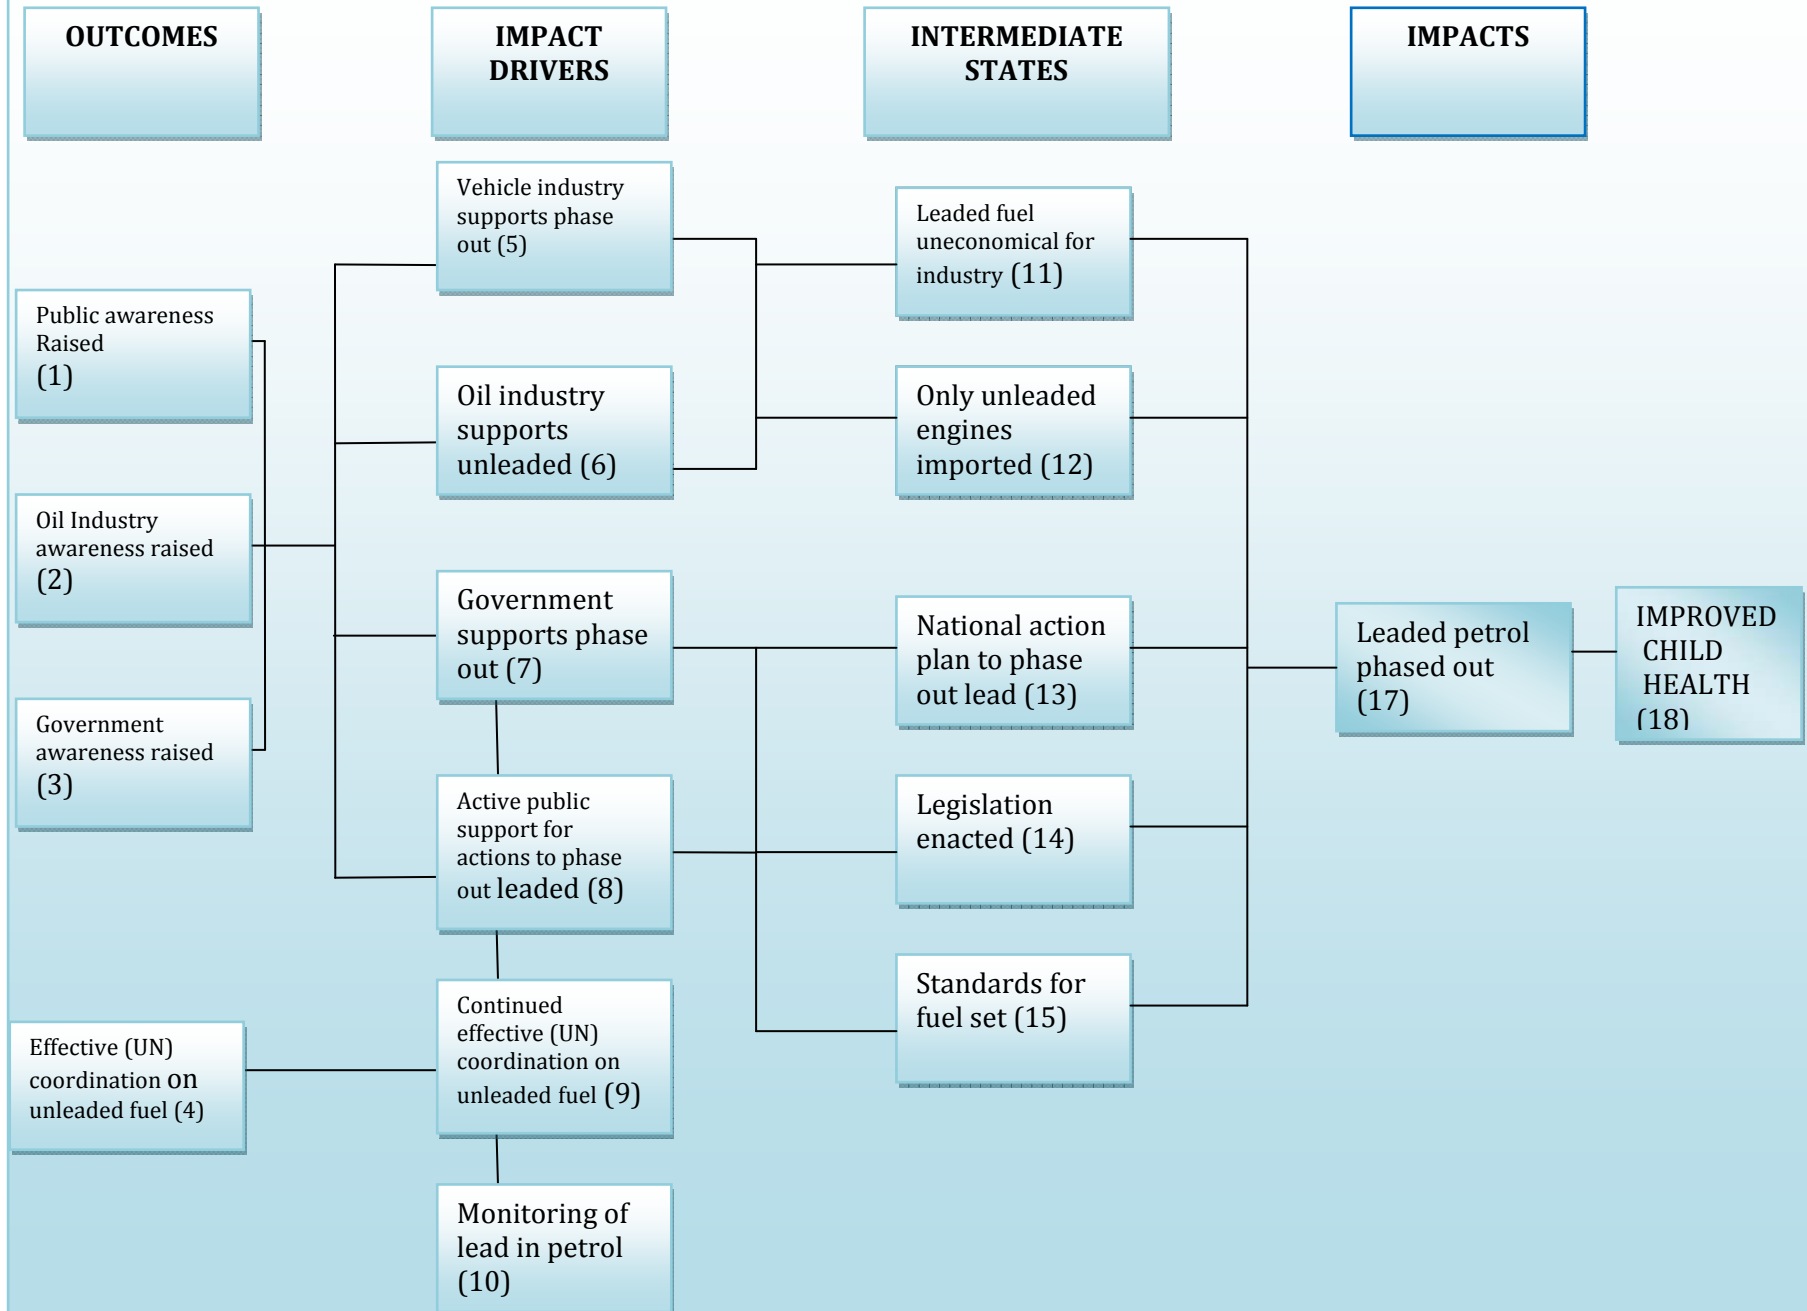 OUTCOMES
IMPACT
DRIVERS
INTERMEDIATE
STATES
IMPACTS
Public awareness
Raised
(1)
Oil Industry
awareness raised
(2)
Government
awareness raised
(3)
Effective (UN)
coordination on
unleaded fuel (4)
Vehicle industry
supports phase
out (5)
Oil industry
supports
unleaded (6)
Government
supports phase
out (7)
Active public
support for
actions to phase
out leaded (8)
Continued
effective (UN)
coordination on
unleaded fuel (9)
Monitoring of
lead in petrol
(10)
Leaded fuel
uneconomical for
industry (11)
Only unleaded
engines
imported (12)
National action
plan to phase
out lead (13)
Legislation
enacted (14)
Standards for
fuel set (15)
Leaded petrol
phased out
(17)
IMPROVED
CHILD
HEALTH
(18)